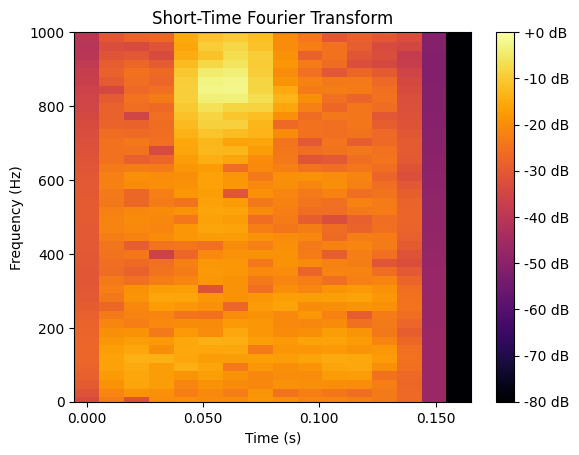 Short-Time Fourier Transform
1000
800
600
400
200
0
Frequency (Hz)
0.000
0.050
0.100
0.150
Time (s)
+0 dB
-10 dB
-20 dB
-30 dB
-40 dB
-50 dB
-60 dB
-70 dB
-80 dB